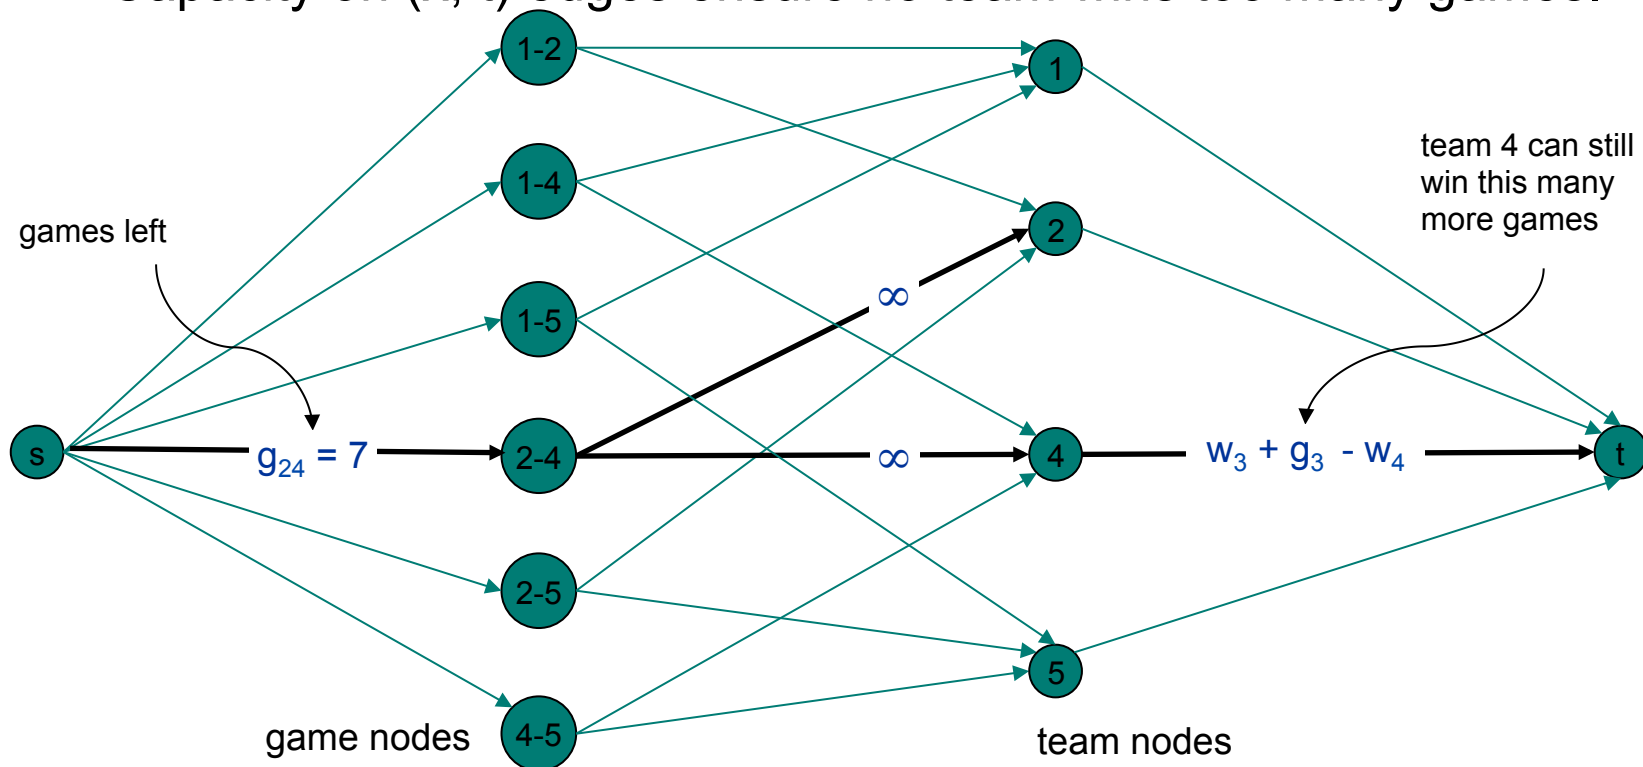 1-2
1
1-4
team 4 can still
win this many
more games
games left
2
∞
1-5
s
g24 = 7
2-4
∞
4
w3 + g3 - w4
t
2-5
5
4-5
game nodes
team nodes